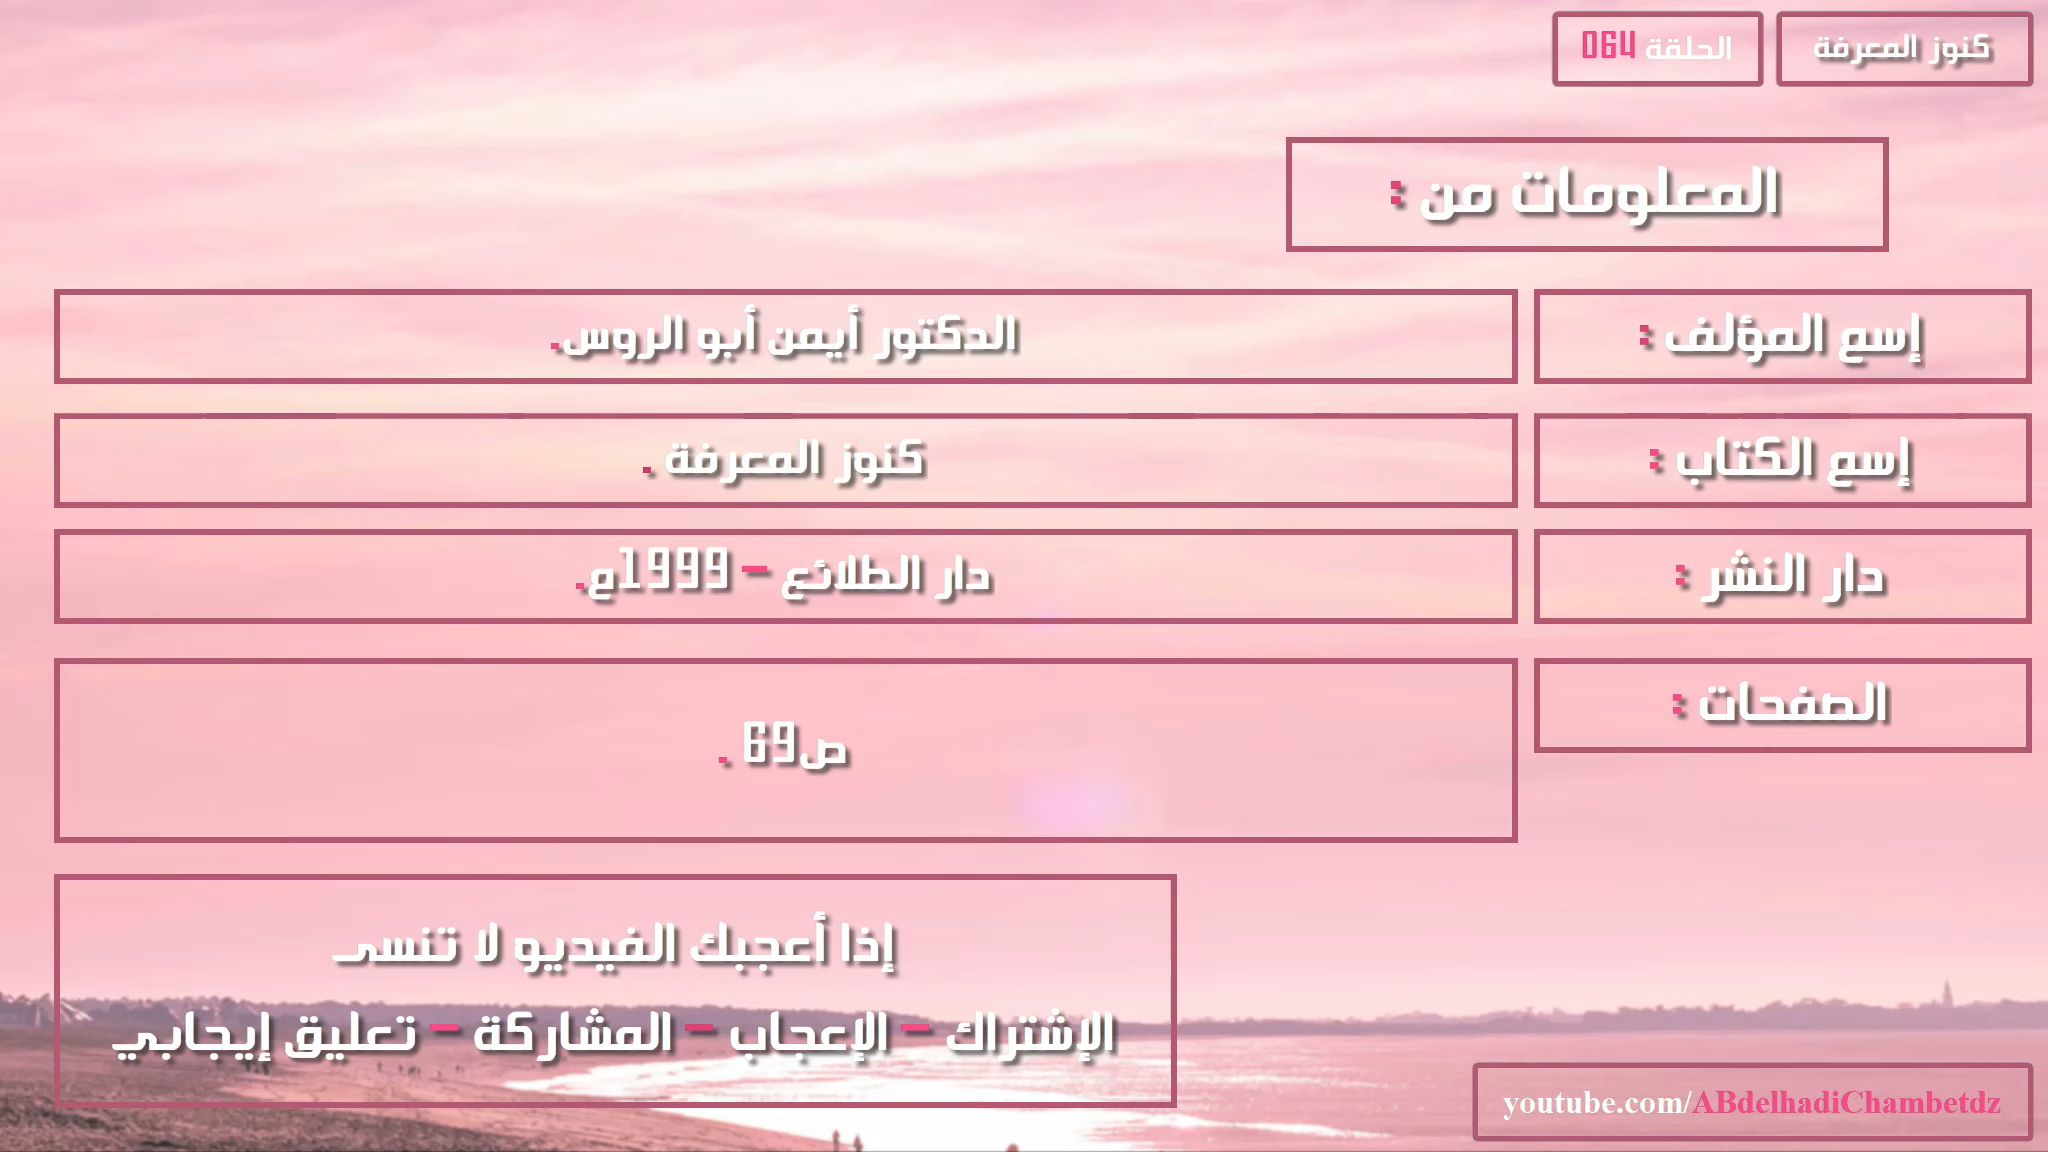 كنوز المعرفة
الحلقة 064
المعلومات من :
إسم المؤلف :
الدكتور أيمن أبو الروس.
إسم الكتاب :
كنوز المعرفة .
دار النشر :
دار الطلائع – 1999م.
الصفحات :
ص69 .
إذا أعجبك الفيديو لا تنسى
الإشتراك – الإعجاب – المشاركة – تعليق إيجابي
youtube.com/ABdelhadiChambetdz